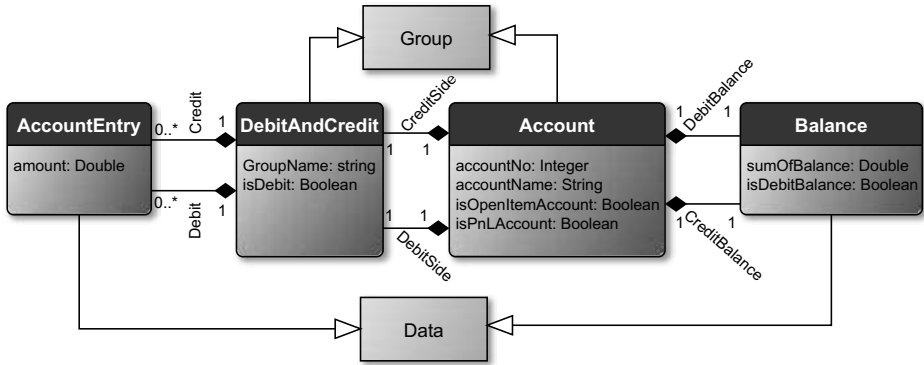 Group
AccountEntry
amount: Double
0..*
Credit
1
0..*
Debit
1
DebitAndCredit
GroupName: string
isDebit: Boolean
CreditSide
1
1
1
1
DebitSide
Account
accountNo: Integer
accountName: String
isOpenItemAccount: Boolean
isPnLAccount: Boolean
1
DebitBalance
1
1
CreditBalance
1
Balance
sumOfBalance: Double
isDebitBalance: Boolean
Data